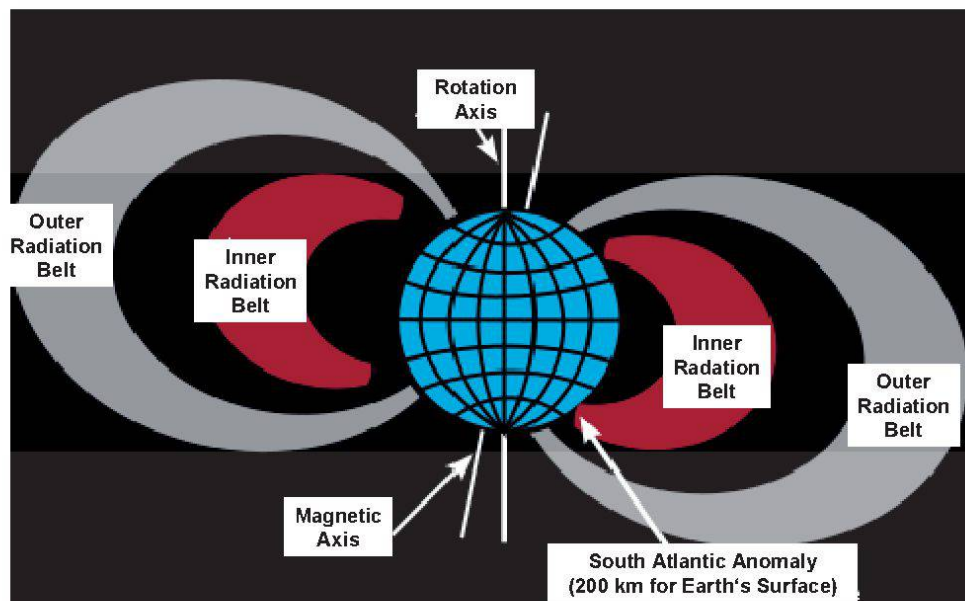 Rotation
Axis
Outer
Radiation
Belt
Inner
Radiation
Belt
Inner
Radation
Belt
Outer
Radiation
Belt
Magnetic
Axis
South Atlantic Anomaly
(200 km for Earth‘s Surface)